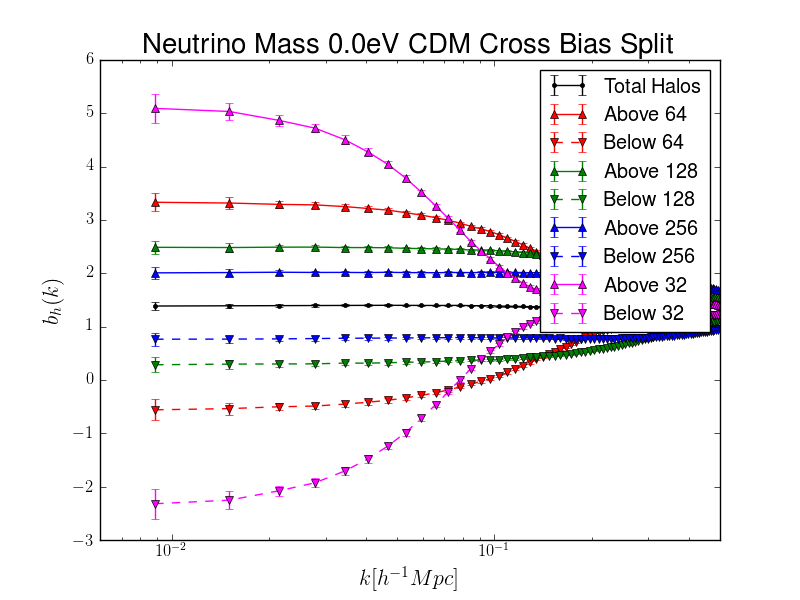 Neutrino Mass 0.0eV CDM Cross Bias Split
6
5
4
3
2
1
0
−1
−2
−3
b_h(k)
Total Halos
Above 64
Below 64
Above 128
Below 128
Above 256
Below 256
Above 32
Below 32
10^{-2}
10^{-1}
k[h^{-1}Mpc]